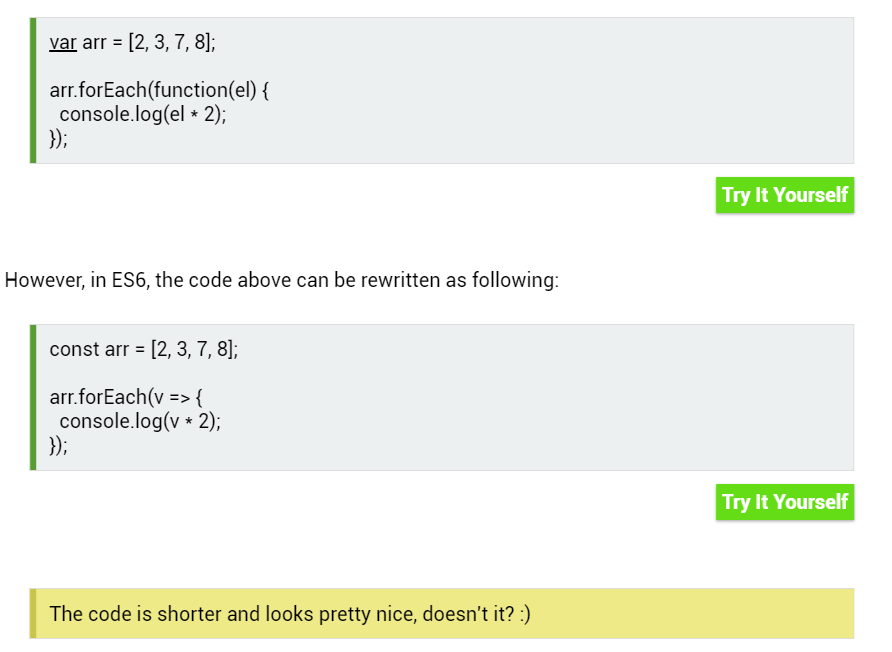 var arr = [2, 3, 7, 8];
arr.forEach(function(el) {
console.log(el * 2);
});
Try It Yourself
However, in ES6, the code above can be rewritten as following:
const arr = [2, 3, 7, 8];
arr.forEach(v => {
console.log(v * 2);
});
Try It Yourself
The code is shorter and looks pretty nice, doesn't it? :)